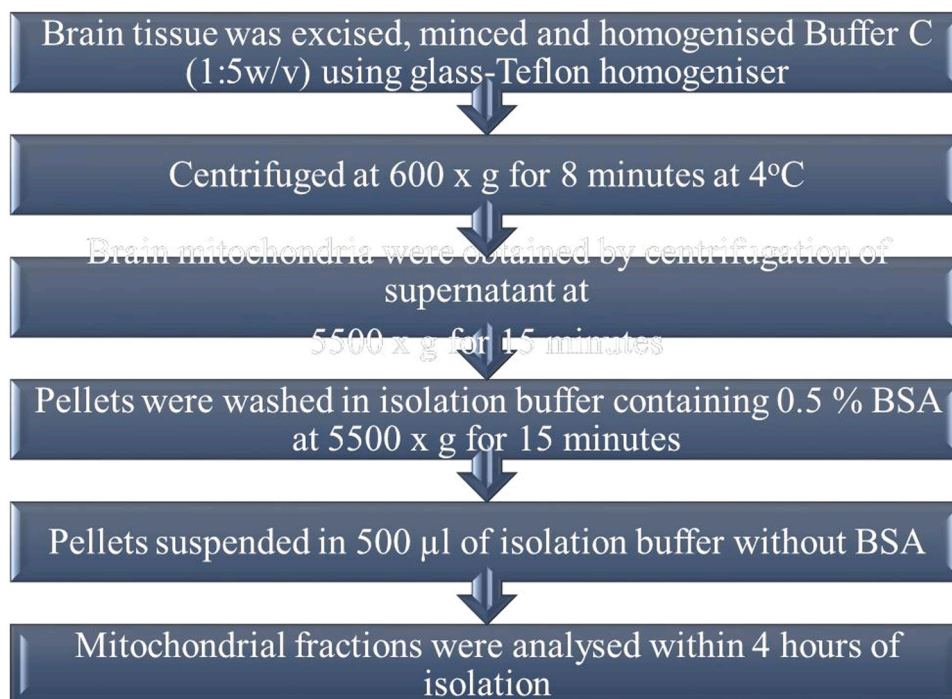 Brain tissue was excised, minced and homogenised Buffer C
(1:5w/v) using glass-Teflon homogeniser
Centrifuged at 600 x g for 8 minutes at 4°C
Brain mitochondria were obtained by centrifugation of
supernatant at
5500 x g for 15 minutes
Pellets were washed in isolation buffer containing 0.5 % BSA
at 5500 x g for 15 minutes
Pellets suspended in 500 µl of isolation buffer without BSA
Mitochondrial fractions were analysed within 4 hours of
isolation